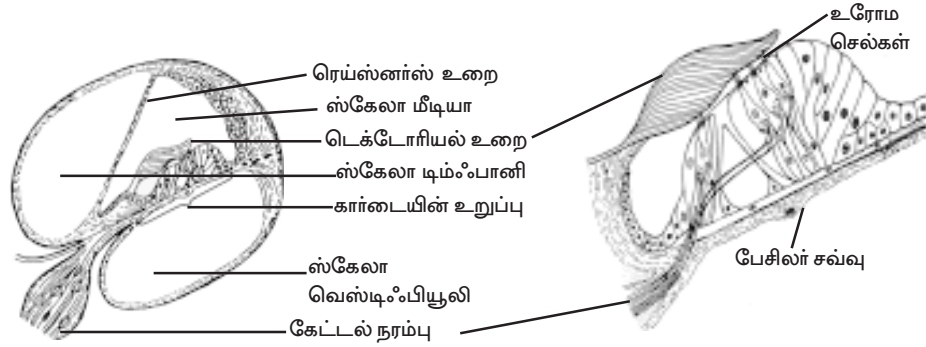 உரோம
செல்கள்
ரெய்ஸ்னர்ஸ் உறை
ஸ்கேலா மீடியா
டெக்டோரியல் உறை
ஸ்கேலா டிம்ஃபானி
கார்டையின் உறுப்பு
பேசிலர் சவ்வு
ஸ்கேலா
வெஸ்டிஃபியூலி
கேட்டல் நரம்பு